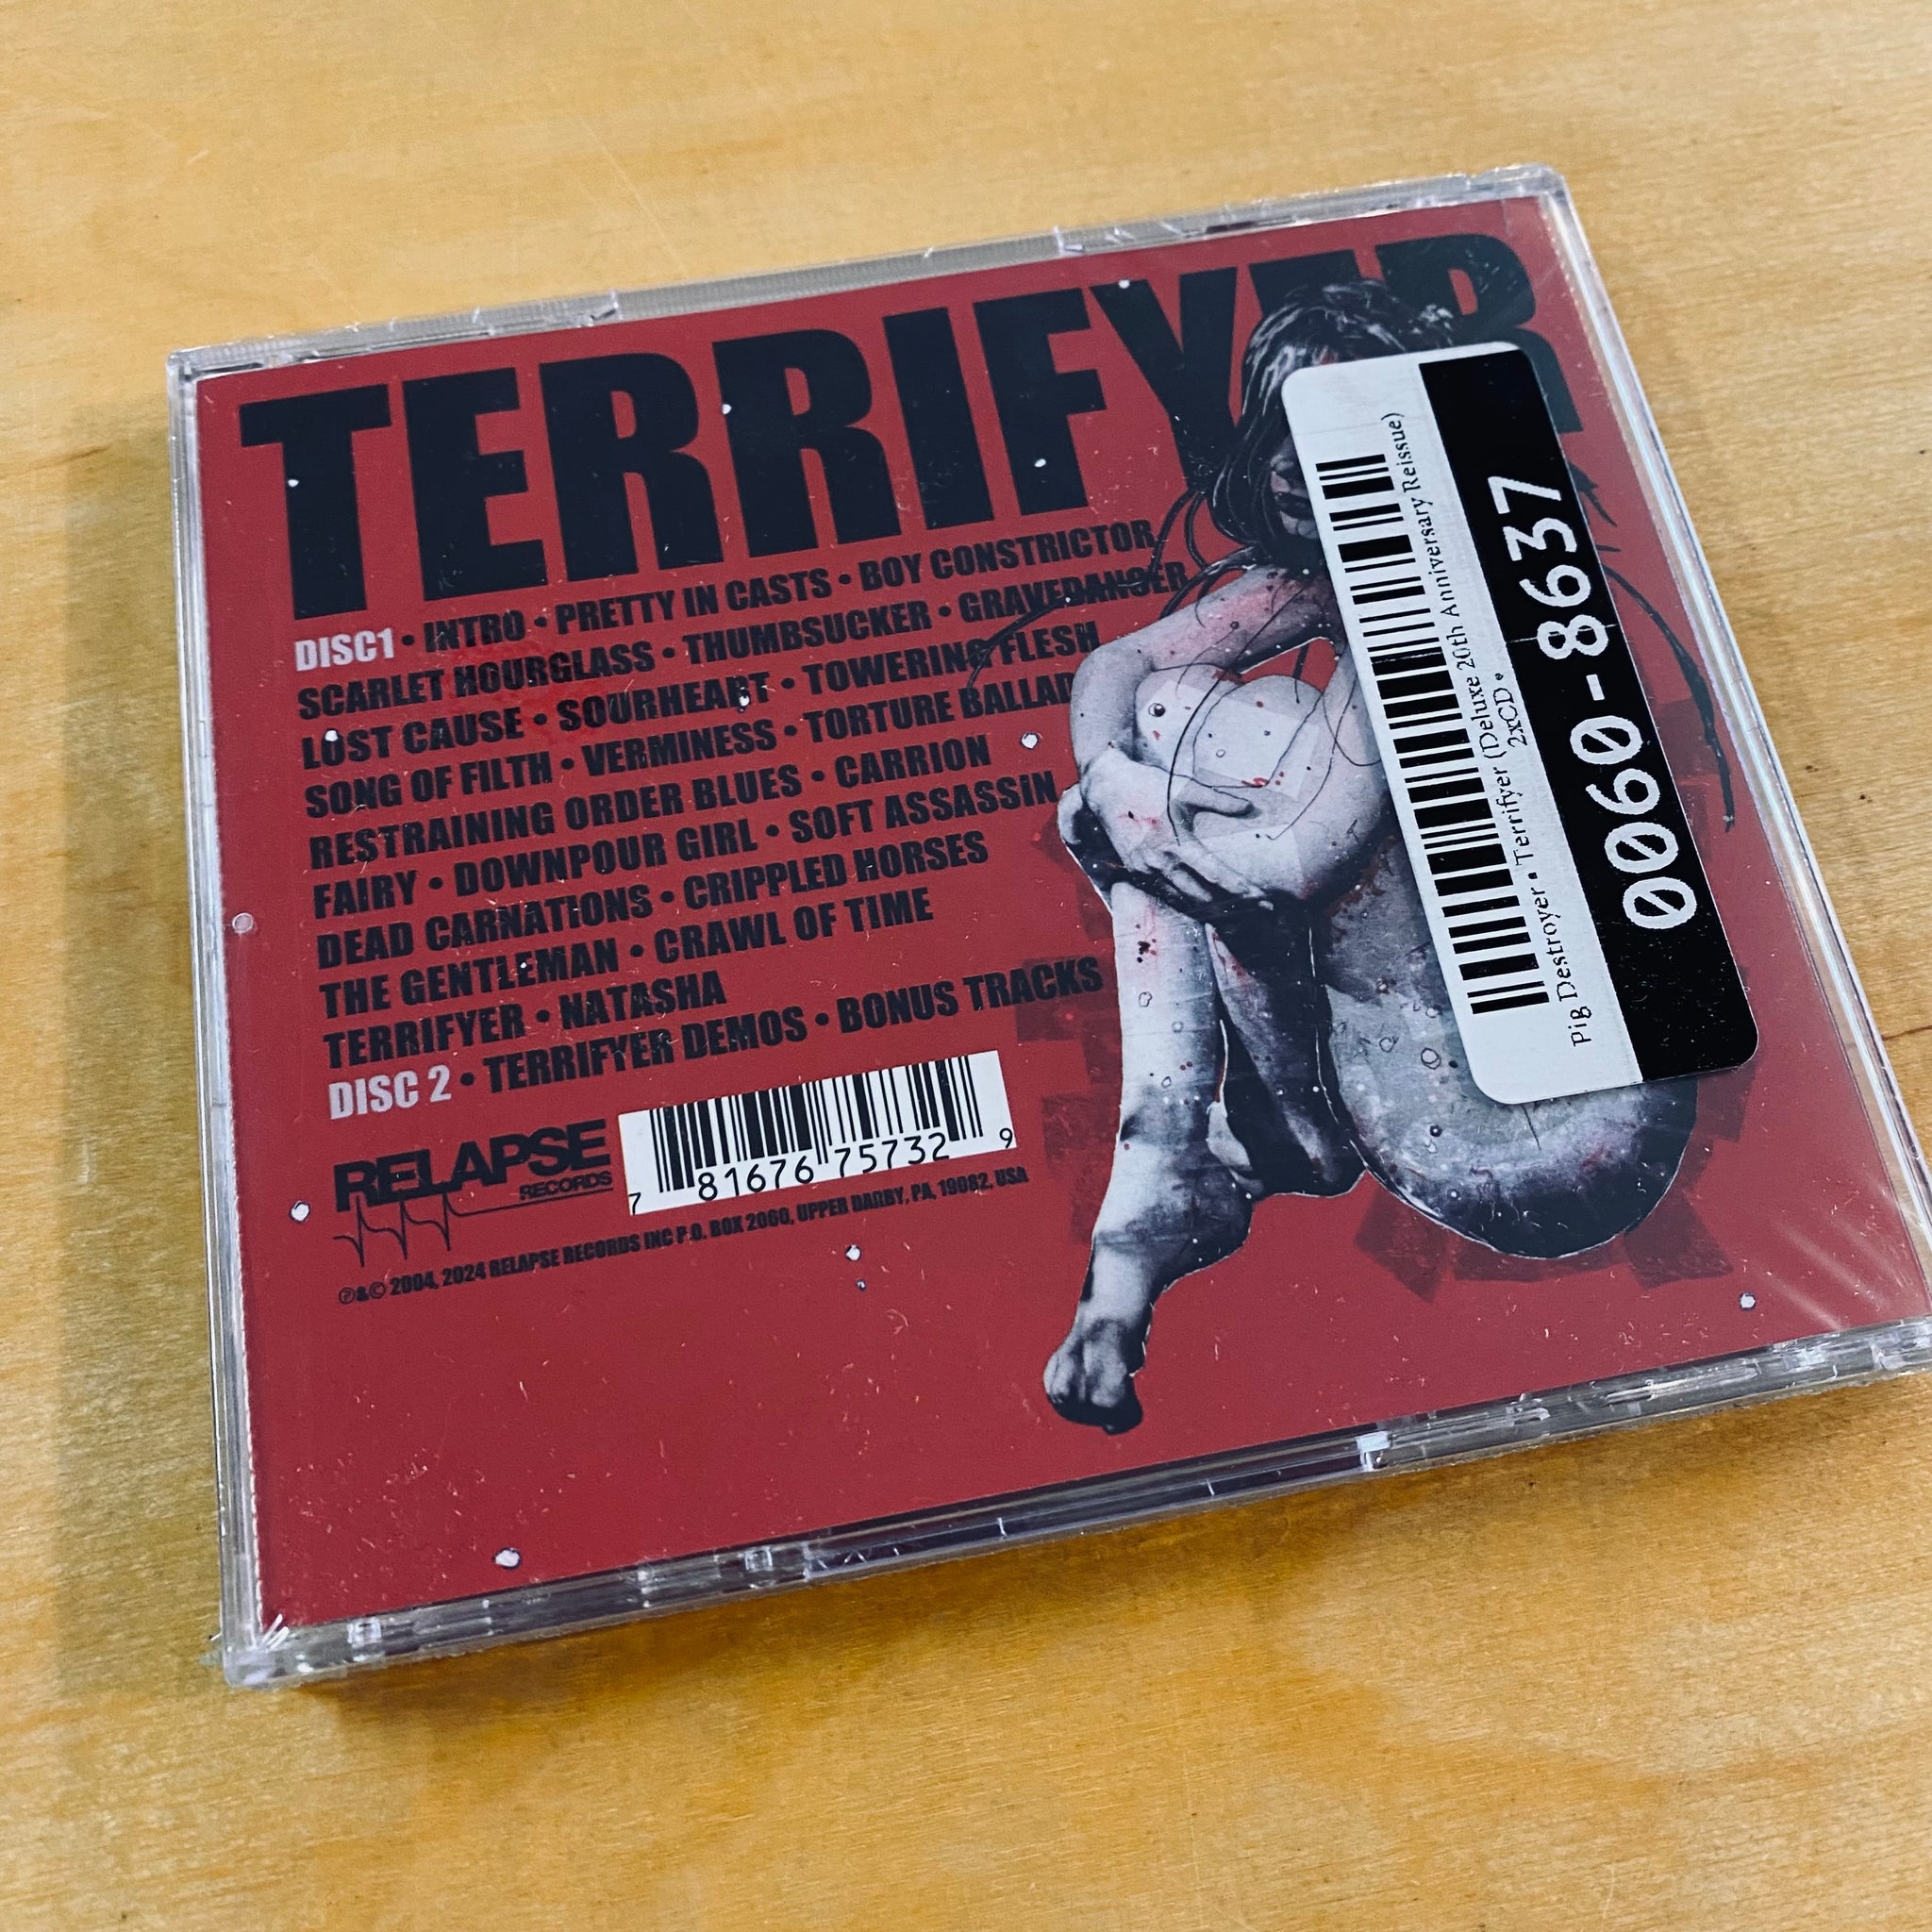 TERRIFYER
DISC1 • INTRO • PRETTY IN CASTS • BOY CONSTRICTOR
SCARLET HOURGLASS • THUMBSUCKER • GRAVEDANCER
LOST CAUSE • SOURHEART • TOWERING FLESH
SONG OF FILTH • VERMINESS • TORTURE BALLAD
RESTRAINING ORDER BLUES • CARRION
FAIRY • DOWNPOUR GIRL • SOFT ASSASSIN
DEAD CARNATIONS • CRIPPLED HORSES
THE GENTLEMAN • CRAWL OF TIME
TERRIFYER • NATASHA
DISC 2 • TERRIFYER DEMOS • BONUS TRACKS
RELAPSE
RECORDS
7 81676 75732 9
℗&© 2004, 2024 RELAPSE RECORDS INC P.O. BOX 2060, UPPER DARBY, PA, 19082, USA
Pig Destroyer • Terrifyer (Deluxe 20th Anniversary Reissue)
2xCD •
0060-8637